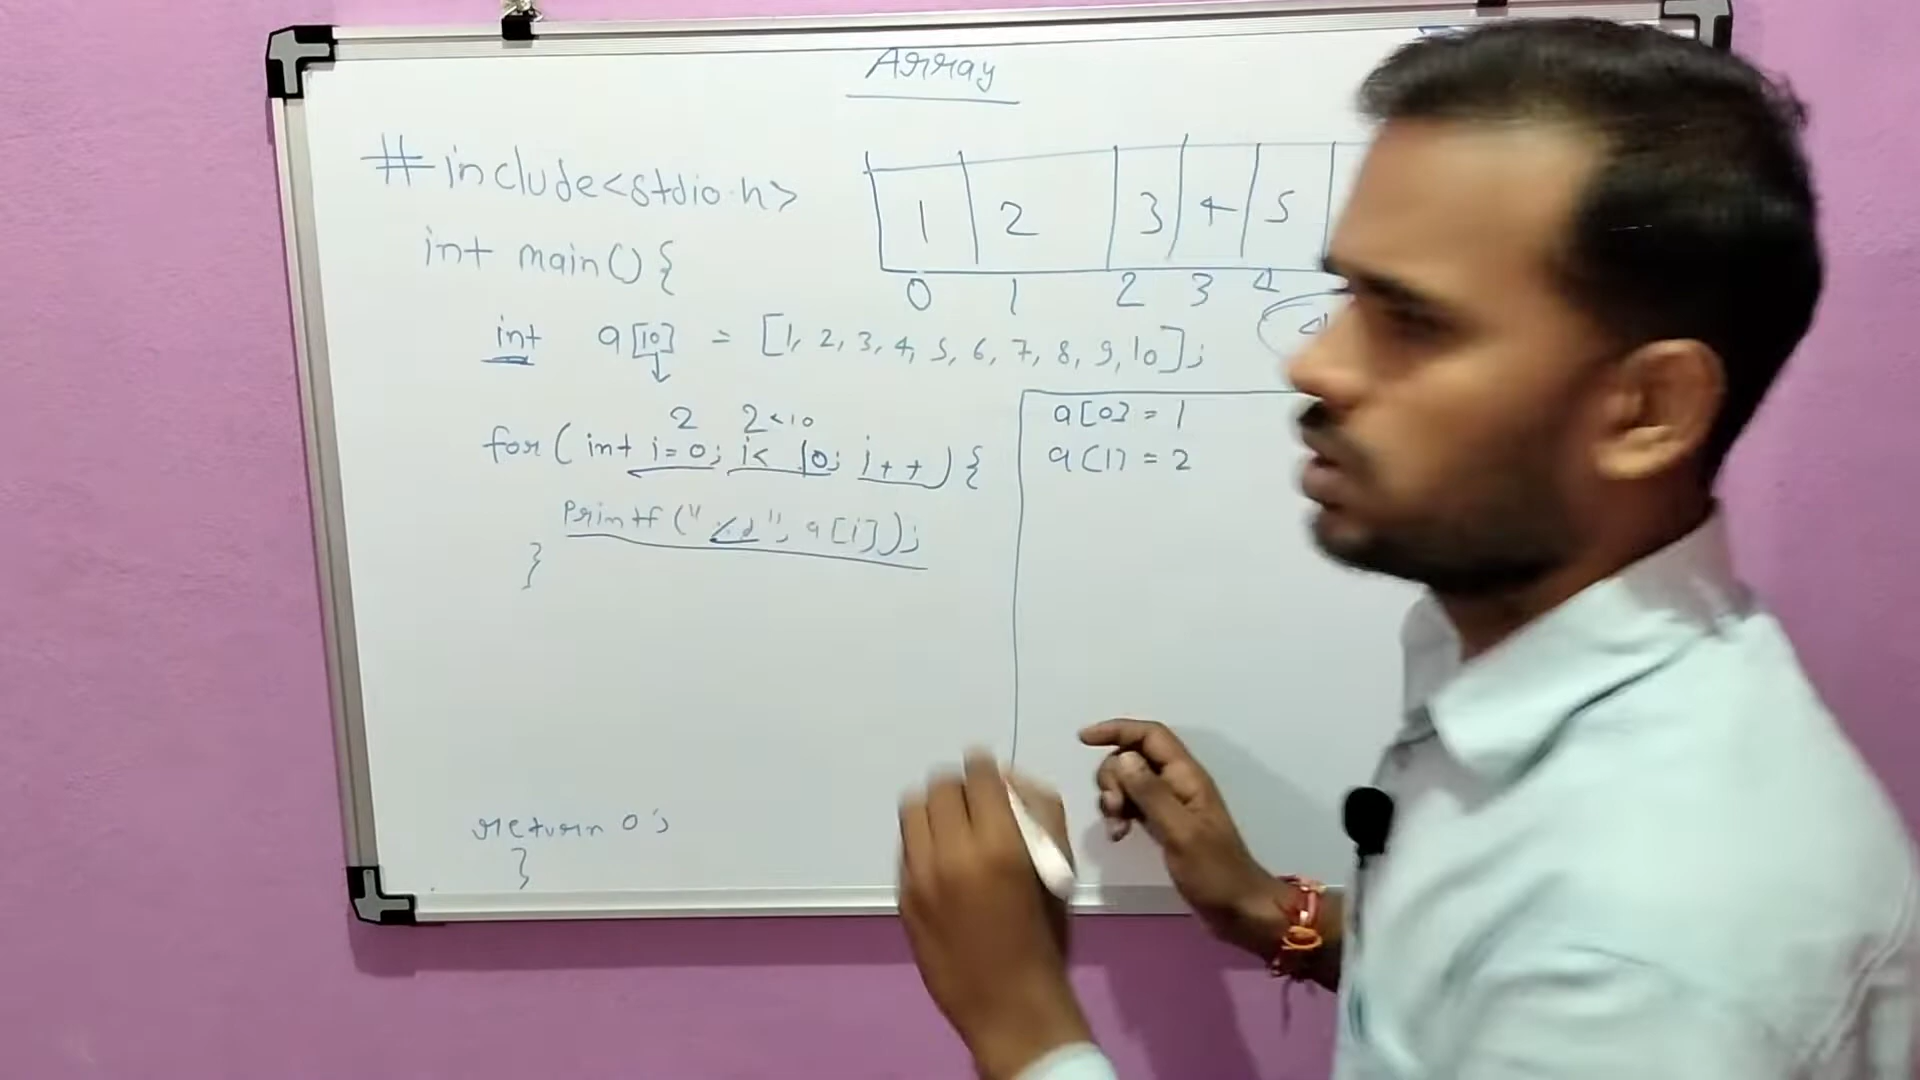 Array
#include<stdio.h>
int main() {
1 2 3 4 5
0 1 2 3 4
int a[10] = [1, 2, 3, 4, 5, 6, 7, 8, 9, 10];
2 2<10
for ( int i=0; i< 10; i++ ) {
Printf ("%d", a[i]);
}
return 0;
}
a[0] = 1
a[1] = 2